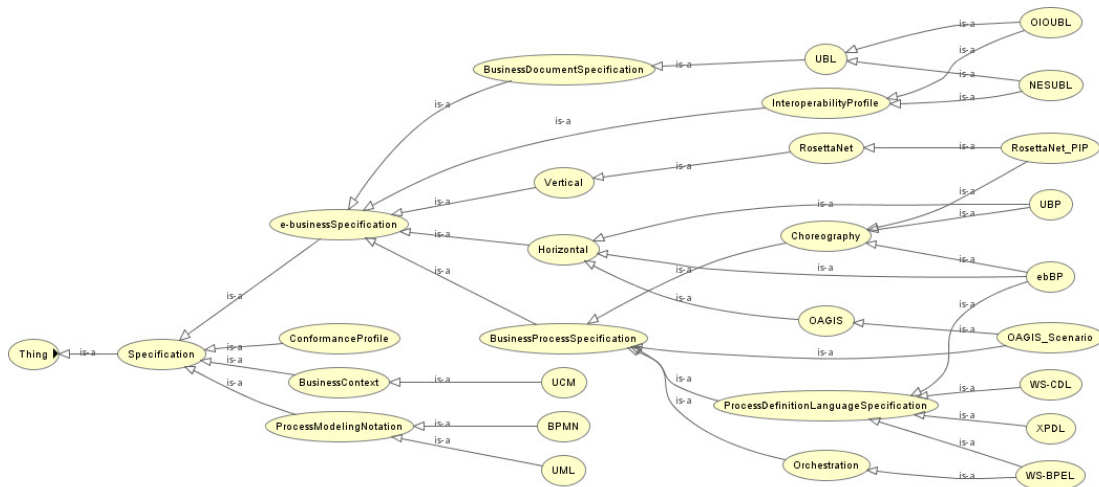 OIOUBL
is-a
UBL
is-a
is-a
BusinessDocumentSpecification
is-a
is-a
NESUBL
InteroperabilityProfile
is-a
is-a
is-a
RosettaNet
is-a
RosettaNet_PIP
is-a
Vertical
is-a
is-a
UBP
is-a
is-a
e-businessSpecification
is-a
Choreography
Horizontal
is-a
is-a
is-a
is-a
ebBP
is-a
is-a
OAGIS
is-a
ConformanceProfile
BusinessProcessSpecification
OAGIS_Scenario
Thing
is-a
Specification
is-a
is-a
is-a
BusinessContext
is-a
UCM
is-a
is-a
WS-CDL
is-a
is-a
ProcessDefinitionLanguageSpecification
ProcessModelingNotation
is-a
BPMN
is-a
XPDL
is-a
UML
Orchestration
is-a
is-a
WS-BPEL